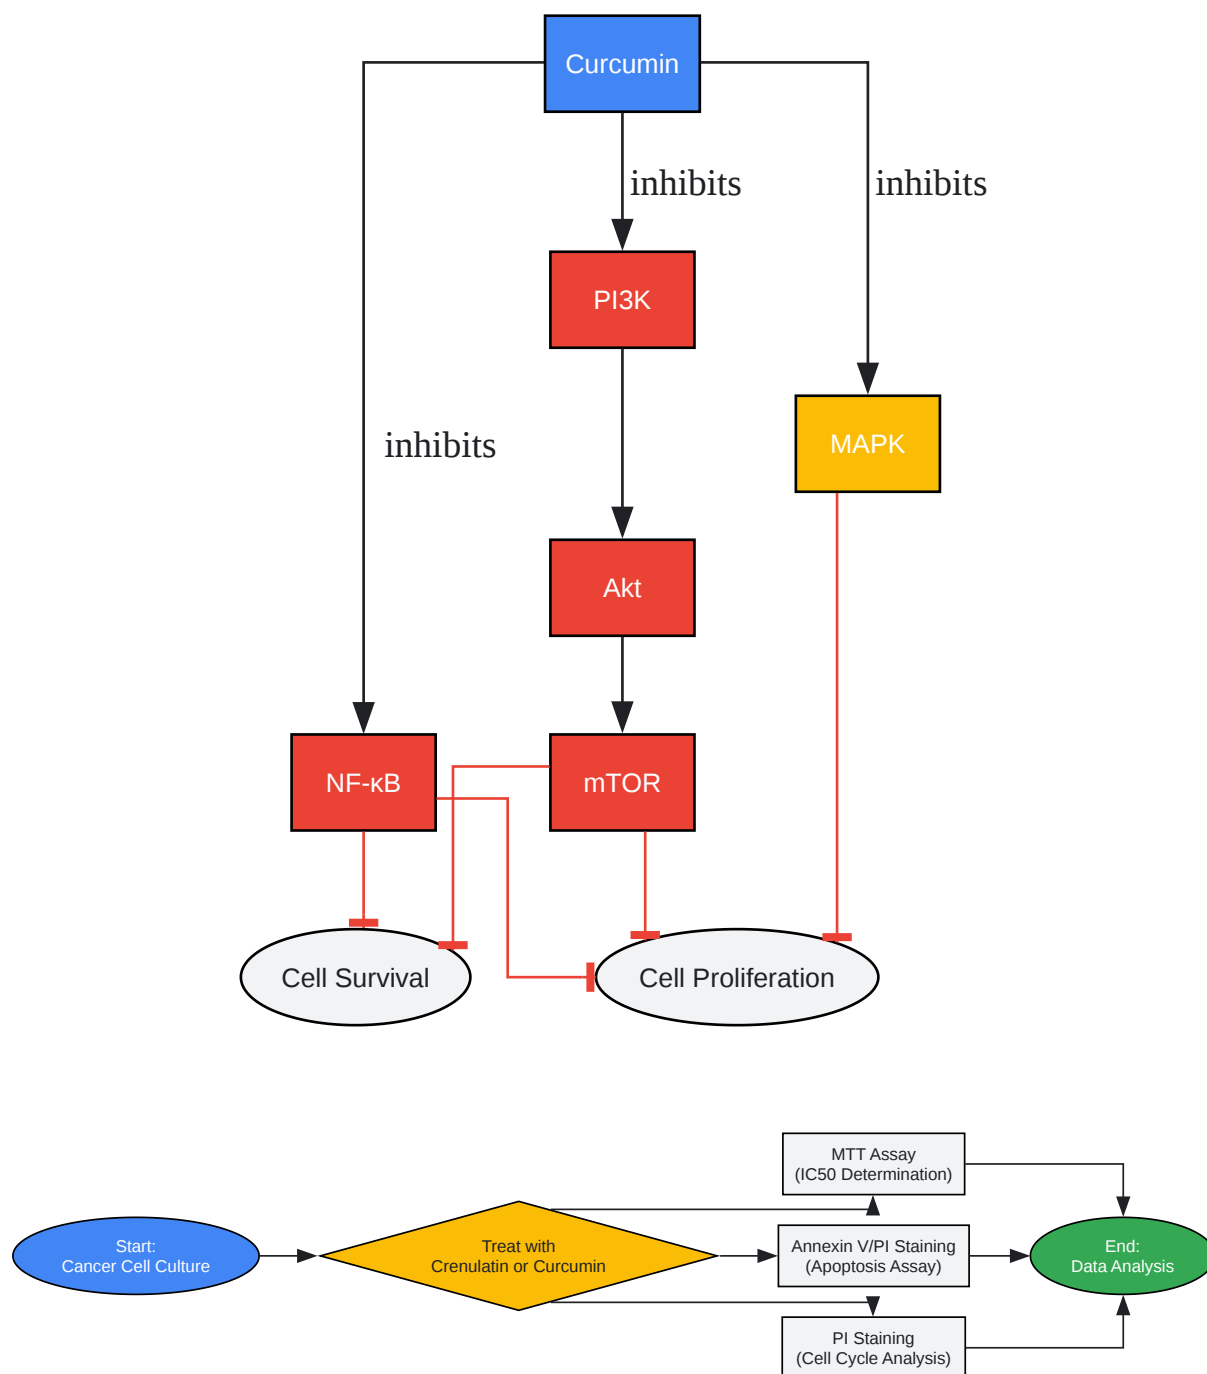 Curcumin
inhibits
inhibits
PI3K
MAPK
inhibits
Akt
NF-κB
mTOR
Cell Survival
Cell Proliferation
MTT Assay
(IC50 Determination)
Start:
Cancer Cell Culture
Treat with
Crenulatin or Curcumin
Annexin V/PI Staining
(Apoptosis Assay)
End:
Data Analysis
PI Staining
(Cell Cycle Analysis)